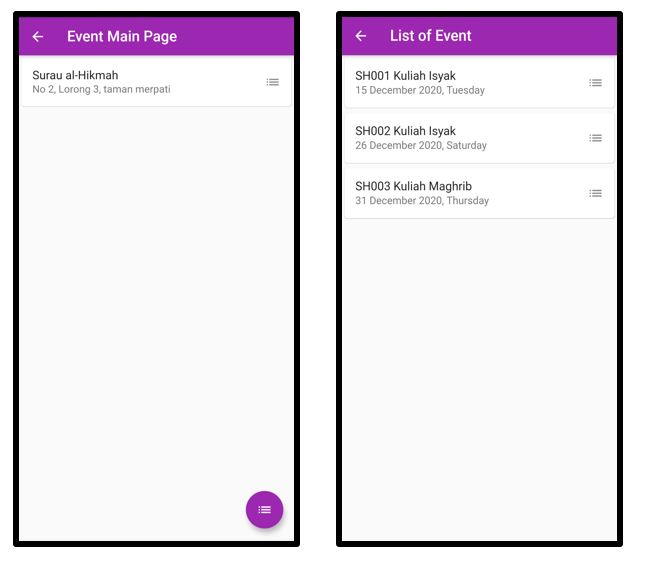 Event Main Page
Surau al-Hikmah
No 2, Lorong 3, taman merpati
List of Event
SH001 Kuliah Isyak
15 December 2020, Tuesday
SH002 Kuliah Isyak
26 December 2020, Saturday
SH003 Kuliah Maghrib
31 December 2020, Thursday